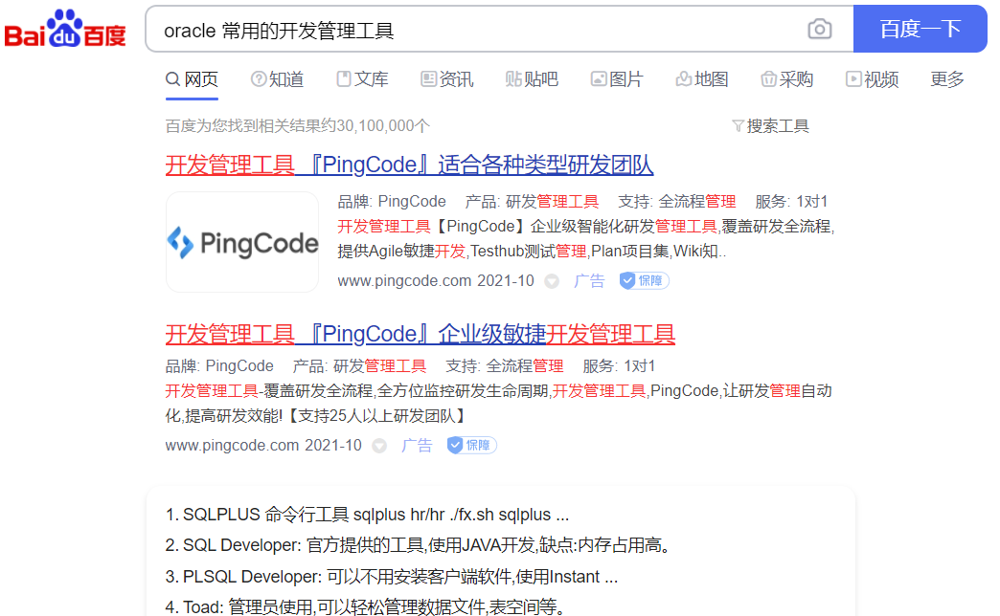 Bai du 百度
oracle 常用的开发管理工具
百度一下
网页 知道 文库 资讯 贴吧 图片 地图 采购 视频 更多
百度为您找到相关结果约30,100,000个
搜索工具
开发管理工具 『PingCode』适合各种类型研发团队
PingCode
品牌: PingCode 产品: 研发管理工具 支持: 全流程管理 服务: 1对1
开发管理工具【PingCode】企业级智能化研发管理工具,覆盖研发全流程,
提供Agile敏捷开发,Testhub测试管理,Plan项目集,Wiki知..
www.pingcode.com 2021-10 广告 保障
开发管理工具 『PingCode』企业级敏捷开发管理工具
品牌: PingCode 产品: 研发管理工具 支持: 全流程管理 服务: 1对1
开发管理工具-覆盖研发全流程,全方位监控研发生命周期,开发管理工具,PingCode,让研发管理自动
化,提高研发效能!【支持25人以上研发团队】
www.pingcode.com 2021-10 广告 保障
1. SQLPLUS 命令行工具 sqlplus hr/hr ./fx.sh sqlplus ...
2. SQL Developer: 官方提供的工具,使用JAVA开发,缺点:内存占用高。
3. PLSQL Developer: 可以不用安装客户端软件,使用Instant ...
4. Toad: 管理员使用,可以轻松管理数据文件,表空间等。